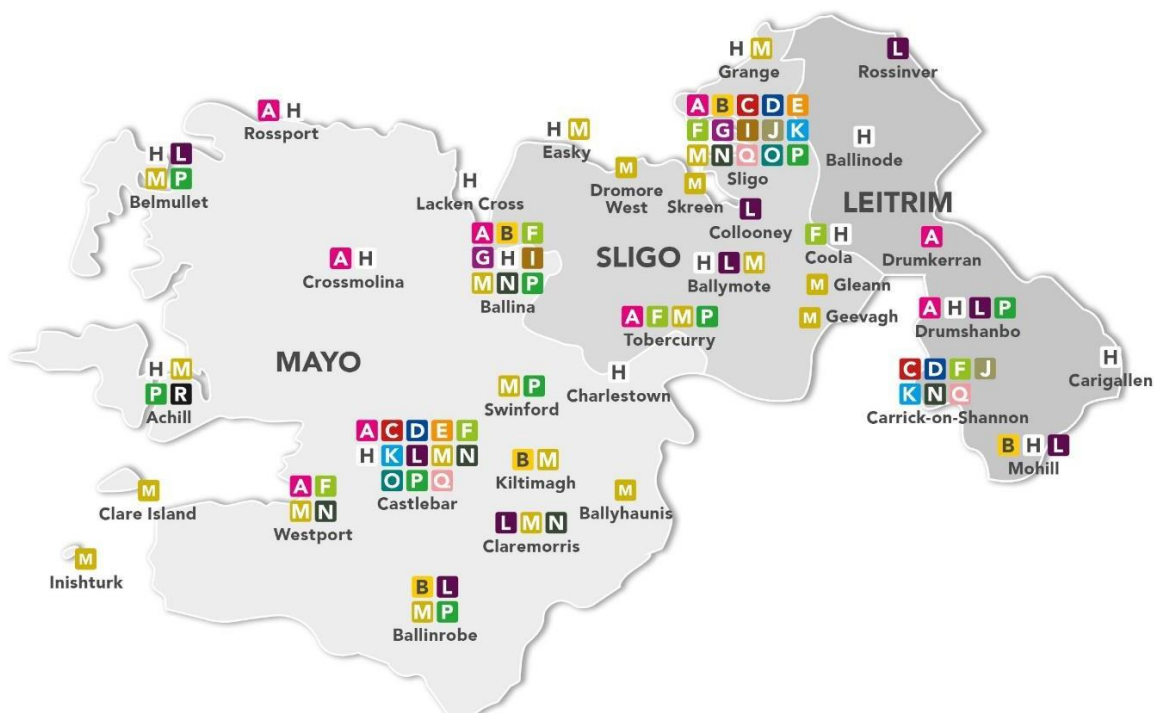 H M
Grange
L
Rossinver
A H
Rossport
A B C D E
F G I J K
M N Q O P
Sligo
H M
Easky
H
Ballinode
H L
M P
Belmullet
M
Dromore
West
M
Skreen
H
Lacken Cross
LEITRIM
L
Collooney
A B F
G H I
M N P
Ballina
F H
Coola
A
Drumkerran
A H
Crossmolina
SLIGO
H L M
Ballymote
M Gleann
A F M P
Tobercurry
M Geevagh
A H L P
Drumshanbo
MAYO
H M
P R
Achill
M P
Swinford
H
Charlestown
C D F J
K N Q
Carrick-on-Shannon
H
Carigallen
A C D E F
H K L M N
O P Q
Castlebar
B M
Kiltimagh
B H L
Mohill
M
Clare Island
A F
M N
Westport
M
Ballyhaunis
L M N
Claremorris
M
Inishturk
B L
M P
Ballinrobe